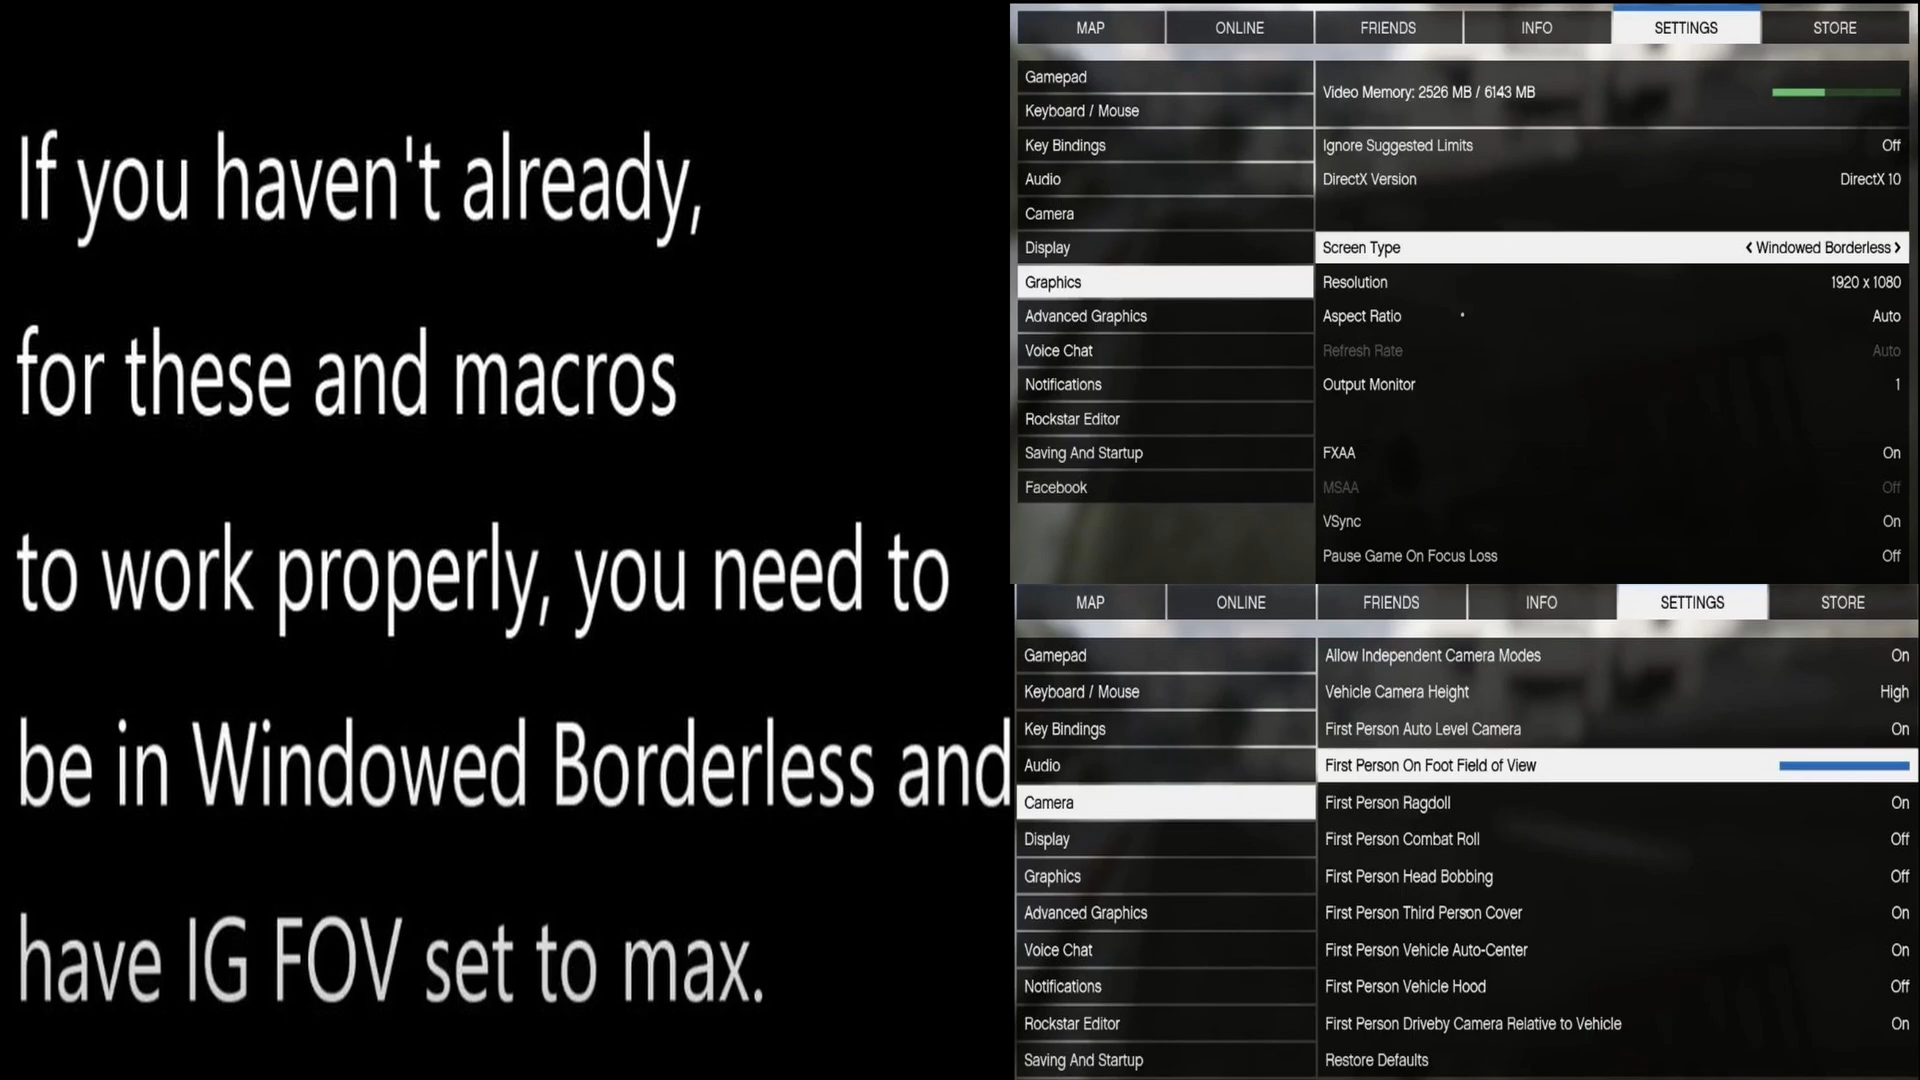 If you haven't already,
for these and macros
to work properly, you need to
be in Windowed Borderless and
have IG FOV set to max.
MAP ONLINE FRIENDS INFO SETTINGS STORE
Gamepad
Keyboard / Mouse
Key Bindings
Audio
Camera
Display
Graphics
Advanced Graphics
Voice Chat
Notifications
Rockstar Editor
Saving And Startup
Facebook
Video Memory: 2526 MB / 6143 MB
Ignore Suggested Limits Off
DirectX Version DirectX 10
Screen Type < Windowed Borderless >
Resolution 1920 x 1080
Aspect Ratio Auto
Refresh Rate Auto
Output Monitor 1
FXAA On
MSAA Off
VSync On
Pause Game On Focus Loss Off
MAP ONLINE FRIENDS INFO SETTINGS STORE
Gamepad
Keyboard / Mouse
Key Bindings
Audio
Camera
Display
Graphics
Advanced Graphics
Voice Chat
Notifications
Rockstar Editor
Saving And Startup
Allow Independent Camera Modes On
Vehicle Camera Height High
First Person Auto Level Camera On
First Person On Foot Field of View
First Person Ragdoll On
First Person Combat Roll Off
First Person Head Bobbing Off
First Person Third Person Cover On
First Person Vehicle Auto-Center On
First Person Vehicle Hood Off
First Person Driveby Camera Relative to Vehicle On
Restore Defaults